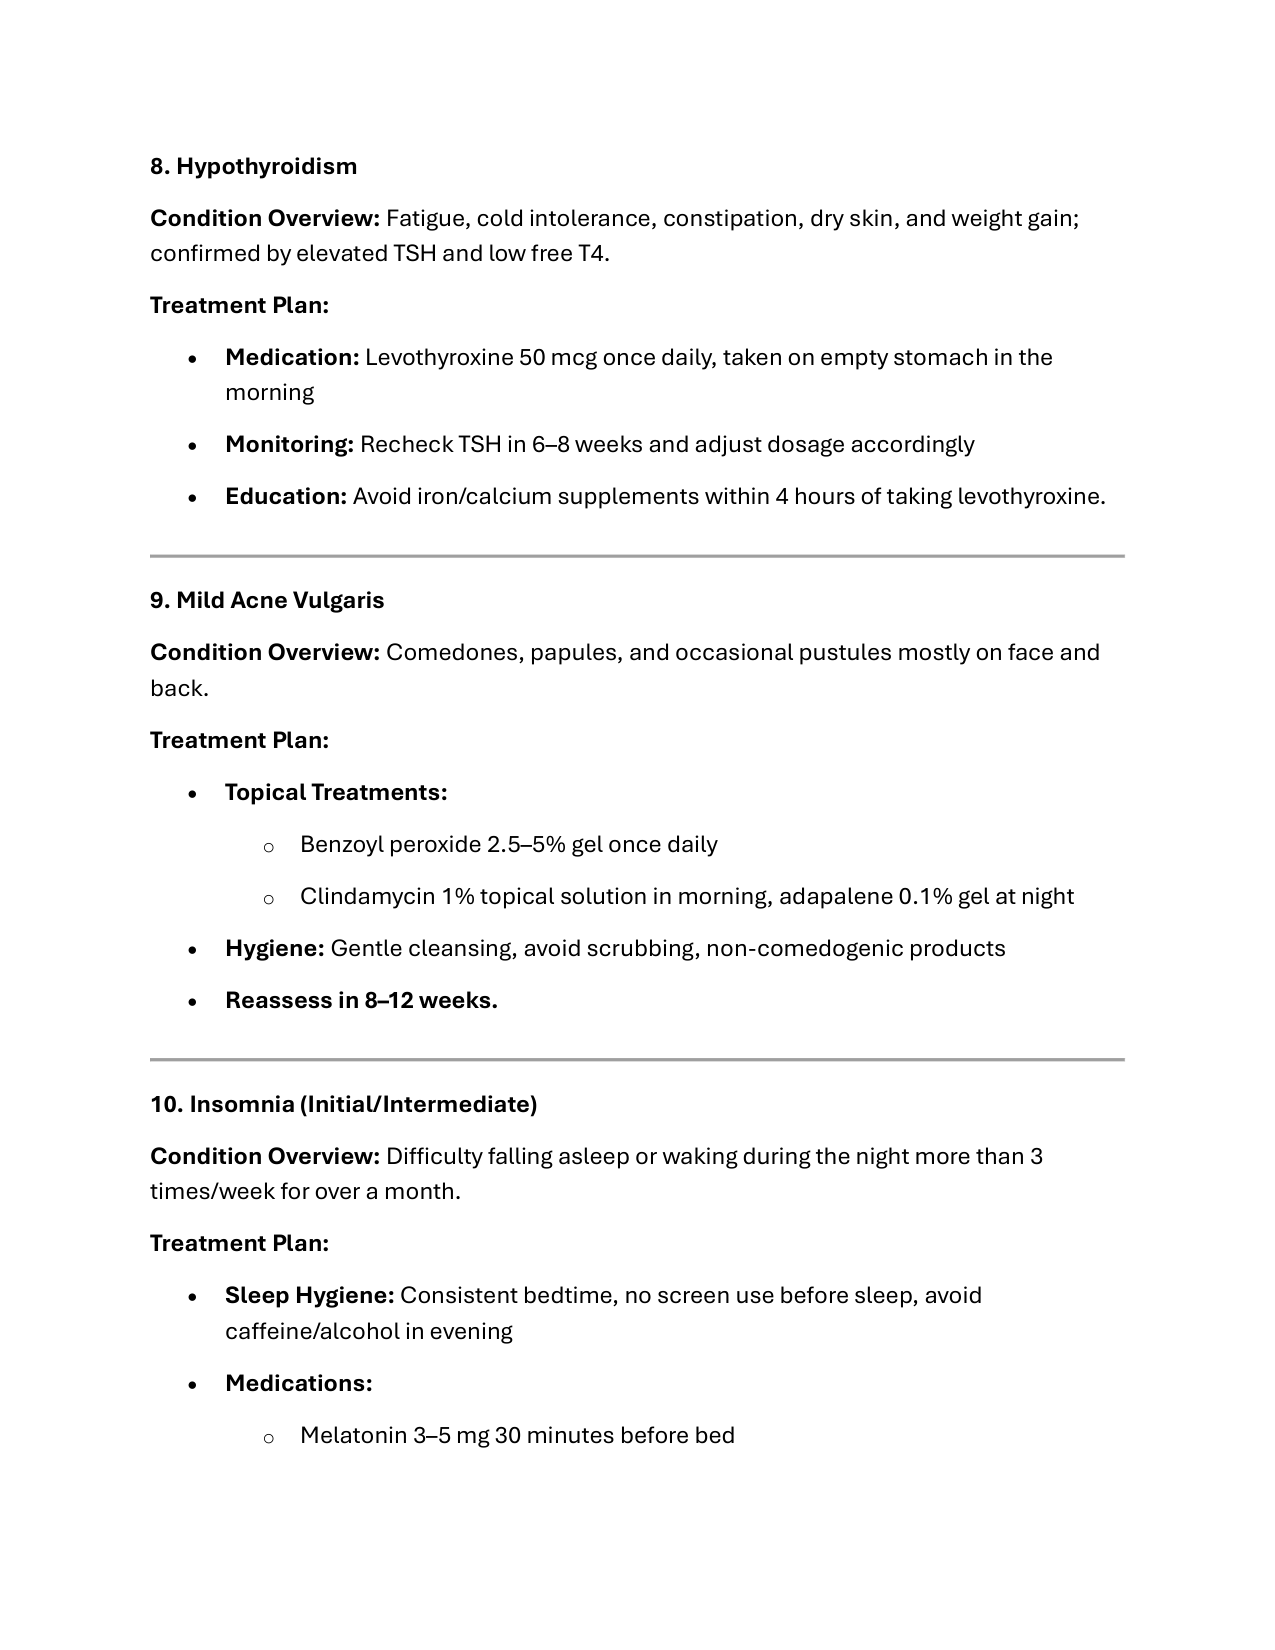 8. Hypothyroidism
Condition Overview: Fatigue, cold intolerance, constipation, dry skin, and weight gain;
confirmed by elevated TSH and low free T4.
Treatment Plan:
• Medication: Levothyroxine 50 mcg once daily, taken on empty stomach in the
morning
• Monitoring: Recheck TSH in 6–8 weeks and adjust dosage accordingly
• Education: Avoid iron/calcium supplements within 4 hours of taking levothyroxine.
9. Mild Acne Vulgaris
Condition Overview: Comedones, papules, and occasional pustules mostly on face and
back.
Treatment Plan:
• Topical Treatments:
○ Benzoyl peroxide 2.5–5% gel once daily
○ Clindamycin 1% topical solution in morning, adapalene 0.1% gel at night
• Hygiene: Gentle cleansing, avoid scrubbing, non-comedogenic products
• Reassess in 8–12 weeks.
10. Insomnia (Initial/Intermediate)
Condition Overview: Difficulty falling asleep or waking during the night more than 3
times/week for over a month.
Treatment Plan:
• Sleep Hygiene: Consistent bedtime, no screen use before sleep, avoid
caffeine/alcohol in evening
• Medications:
○ Melatonin 3–5 mg 30 minutes before bed